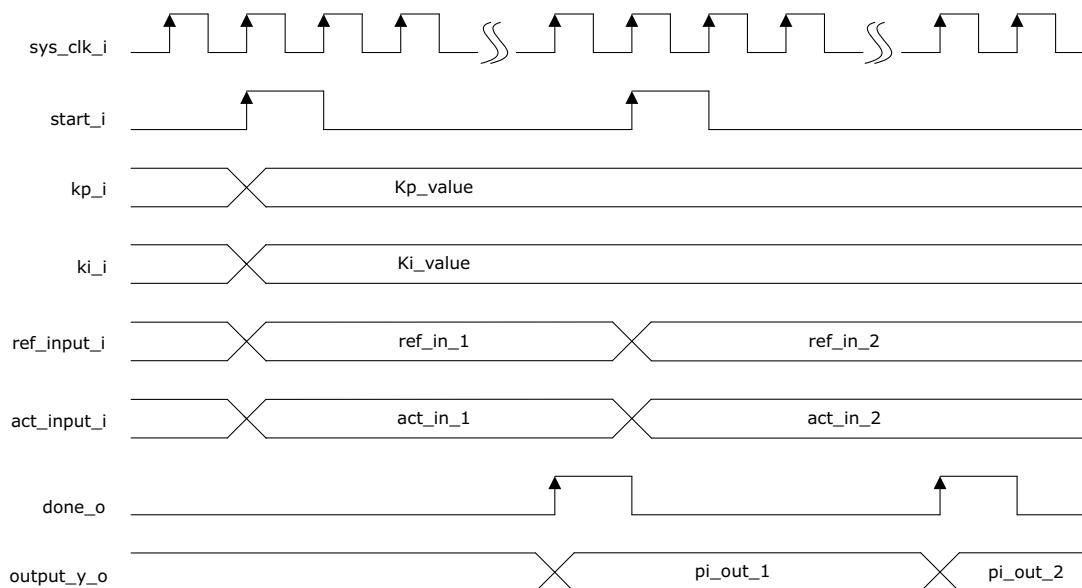 sys_clk_i
start_i
kp_i Kp_value
ki_i Ki_value
ref_input_i ref_in_1 ref_in_2
act_input_i act_in_1 act_in_2
done_o
output_y_o pi_out_1 pi_out_2